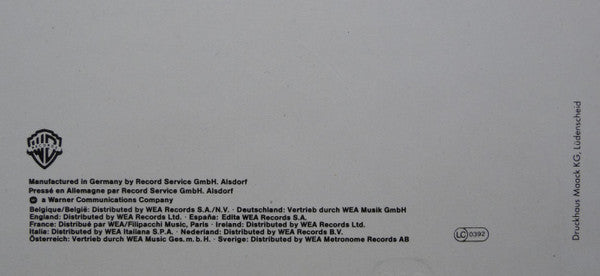 Manufactured in Germany by Record Service GmbH. Alsdorf
Pressé en Allemagne par Record Service GmbH. Alsdorf
a Warner Communications Company
Belgique/België: Distributed by WEA Records S.A./N.V. · Deutschland: Vertrieb durch WEA Musik GmbH
England: Distributed by WEA Records Ltd. · España: Edita WEA Records S.A.
France: Distribué par WEA/Filipacchi Music, Paris · Ireland: Distributed by WEA Records Ltd.
Italia: Distributed by WEA Italiana S.P.A. · Nederland: Distributed by WEA Records B.V.
Österreich: Vertrieb durch WEA Music Ges.m.b.H. · Sverige: Distributed by WEA Metronome Records AB
LC 0392
Druckhaus Maack KG, Lüdenscheid